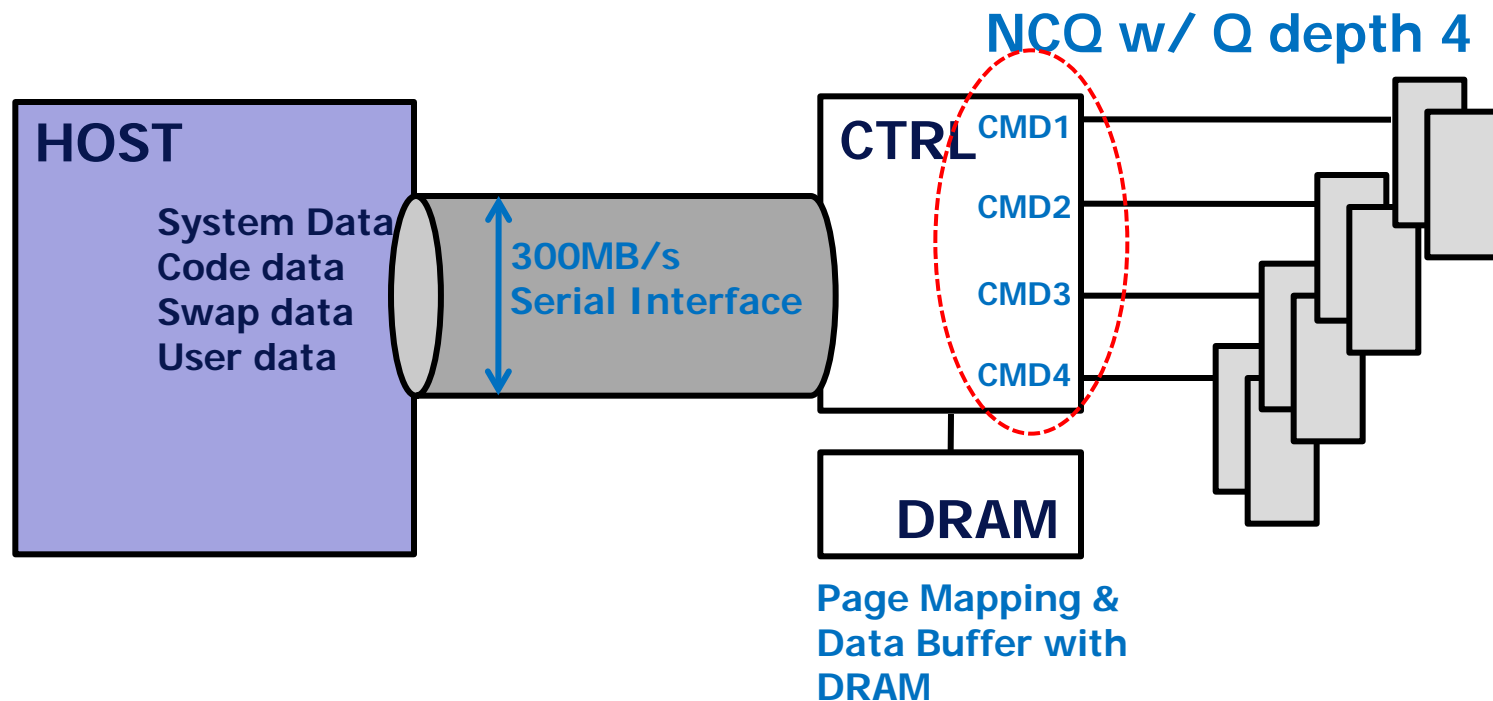 NCQ w/ Q depth 4
HOST
System Data
Code data
Swap data
User data
300MB/s
Serial Interface
CTRL
CMD1
CMD2
CMD3
CMD4
DRAM
Page Mapping &
Data Buffer with
DRAM